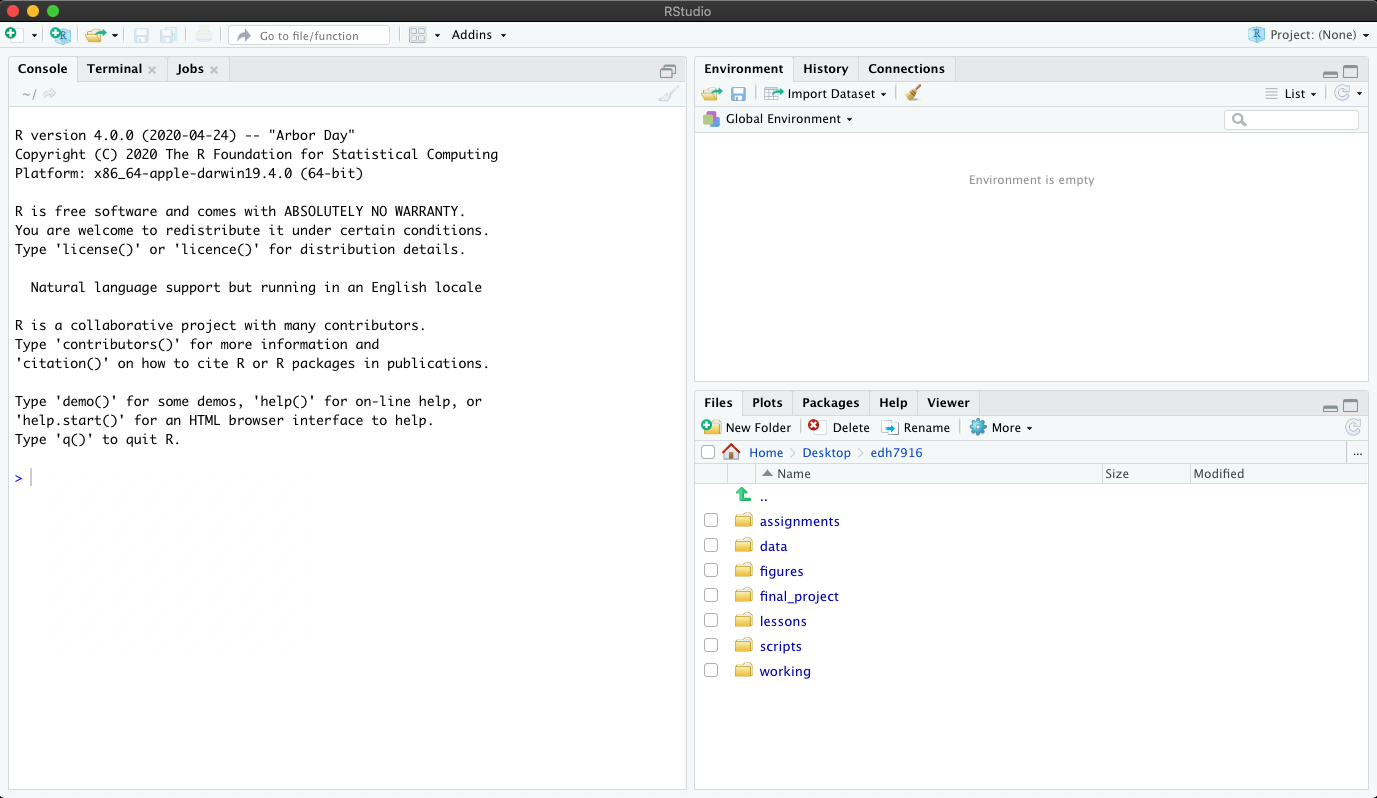 RStudio
Go to file/function
Addins
Project: (None)
Console Terminal Jobs
~/
R version 4.0.0 (2020-04-24) -- "Arbor Day"
Copyright (C) 2020 The R Foundation for Statistical Computing
Platform: x86_64-apple-darwin19.4.0 (64-bit)
R is free software and comes with ABSOLUTELY NO WARRANTY.
You are welcome to redistribute it under certain conditions.
Type 'license()' or 'licence()' for distribution details.
Natural language support but running in an English locale
R is a collaborative project with many contributors.
Type 'contributors()' for more information and
'citation()' on how to cite R or R packages in publications.
Type 'demo()' for some demos, 'help()' for on-line help, or
'help.start()' for an HTML browser interface to help.
Type 'q()' to quit R.
>
Environment History Connections
Import Dataset List
Global Environment
Environment is empty
Files Plots Packages Help Viewer
New Folder Delete Rename More
Home Desktop edh7916 ...
Name Size Modified
..
assignments
data
figures
final_project
lessons
scripts
working